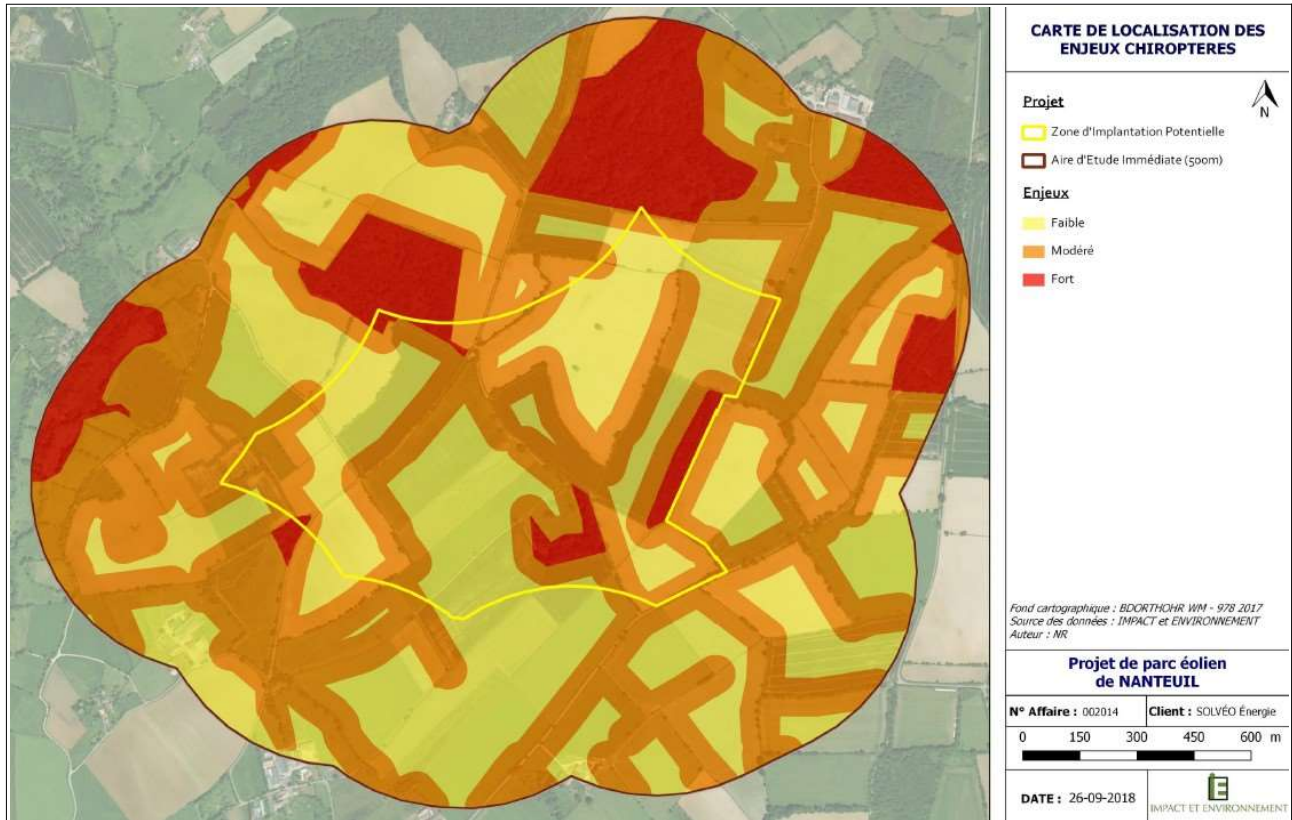 CARTE DE LOCALISATION DES
ENJEUX CHIROPTERES
Projet
N
Zone d'Implantation Potentielle
Aire d'Etude Immédiate (500m)
Enjeux
Faible
Modéré
Fort
Fond cartographique : BDORTHOHR WM - 978 2017
Source des données : IMPACT et ENVIRONNEMENT
Auteur : NR
Projet de parc éolien
de NANTEUIL
N° Affaire : 002014 Client : SOLVÉO Énergie
0 150 300 450 600 m
DATE : 26-09-2018
IE
IMPACT ET ENVIRONNEMENT